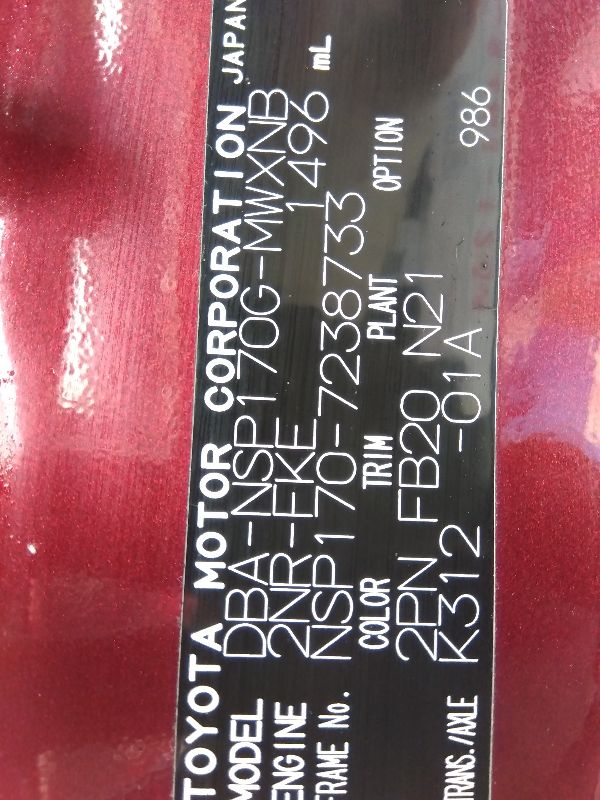 TOYOTA MOTOR CORPORATION JAPAN
MODEL DBA-NSP170G-MWXNB
ENGINE 2NR-FKE 1496 mL
FRAME No. NSP170-7238733
COLOR TRIM PLANT OPTION
2PN FB20 N21
TRANS./AXLE K312 -01A 986